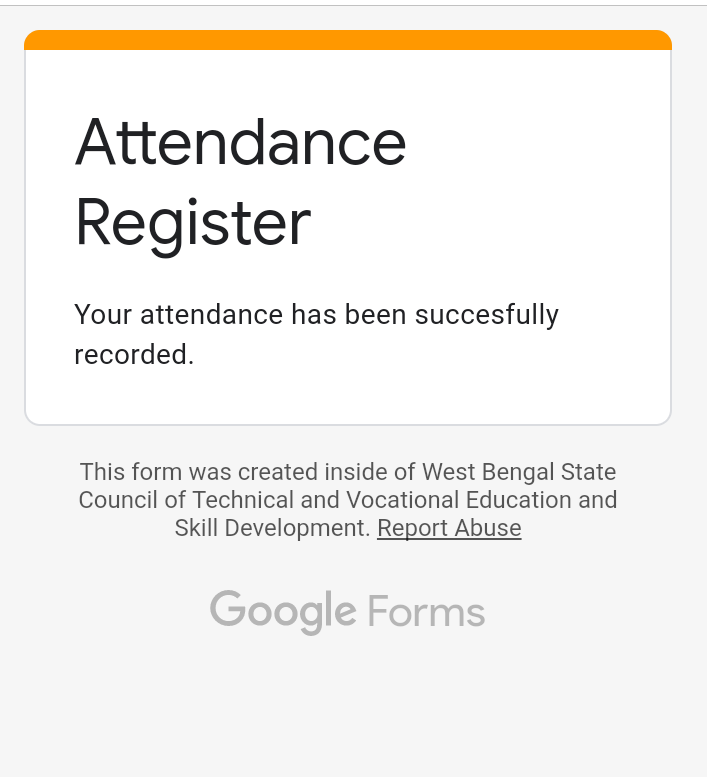 Attendance
Register
Your attendance has been succesfully
recorded.
This form was created inside of West Bengal State
Council of Technical and Vocational Education and
Skill Development. Report Abuse
Google Forms